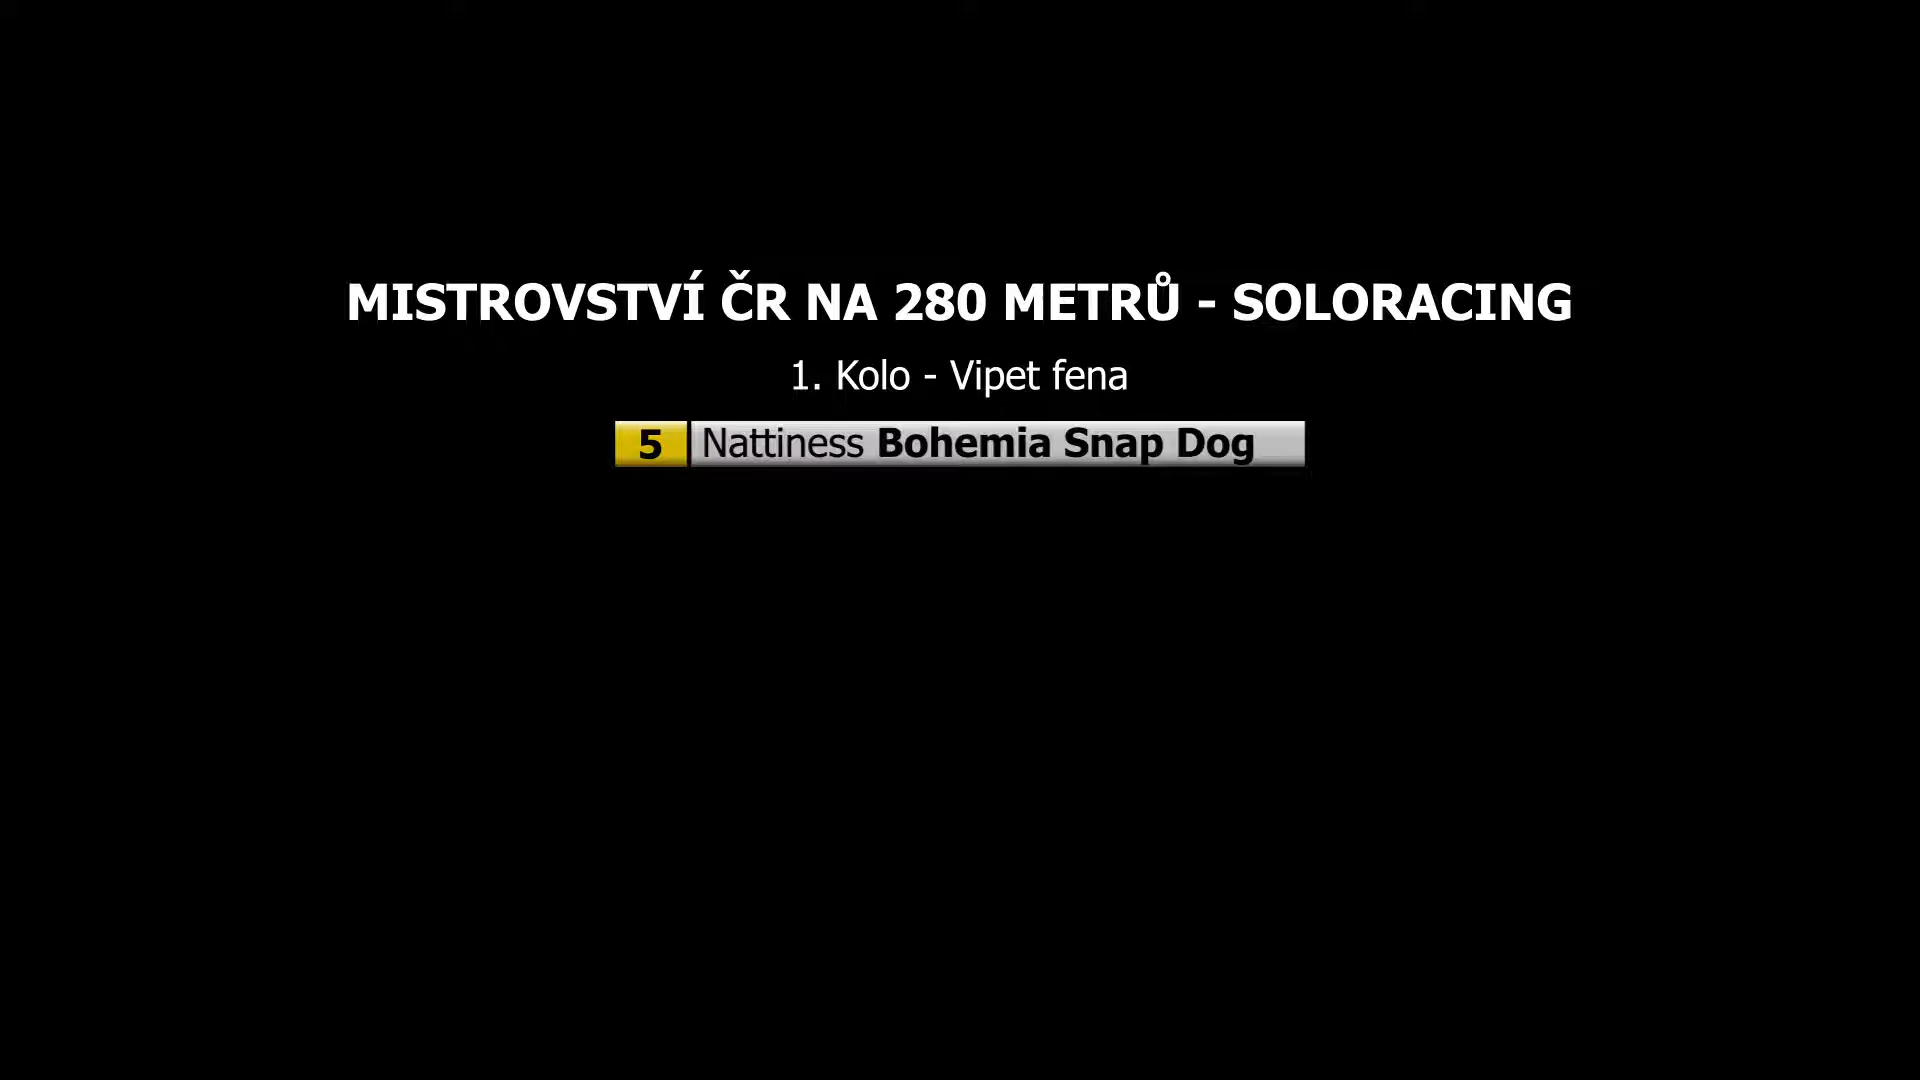 MISTROVSTVÍ ČR NA 280 METRŮ - SOLORACING
1. Kolo - Vipet fena
5 Nattiness Bohemia Snap Dog